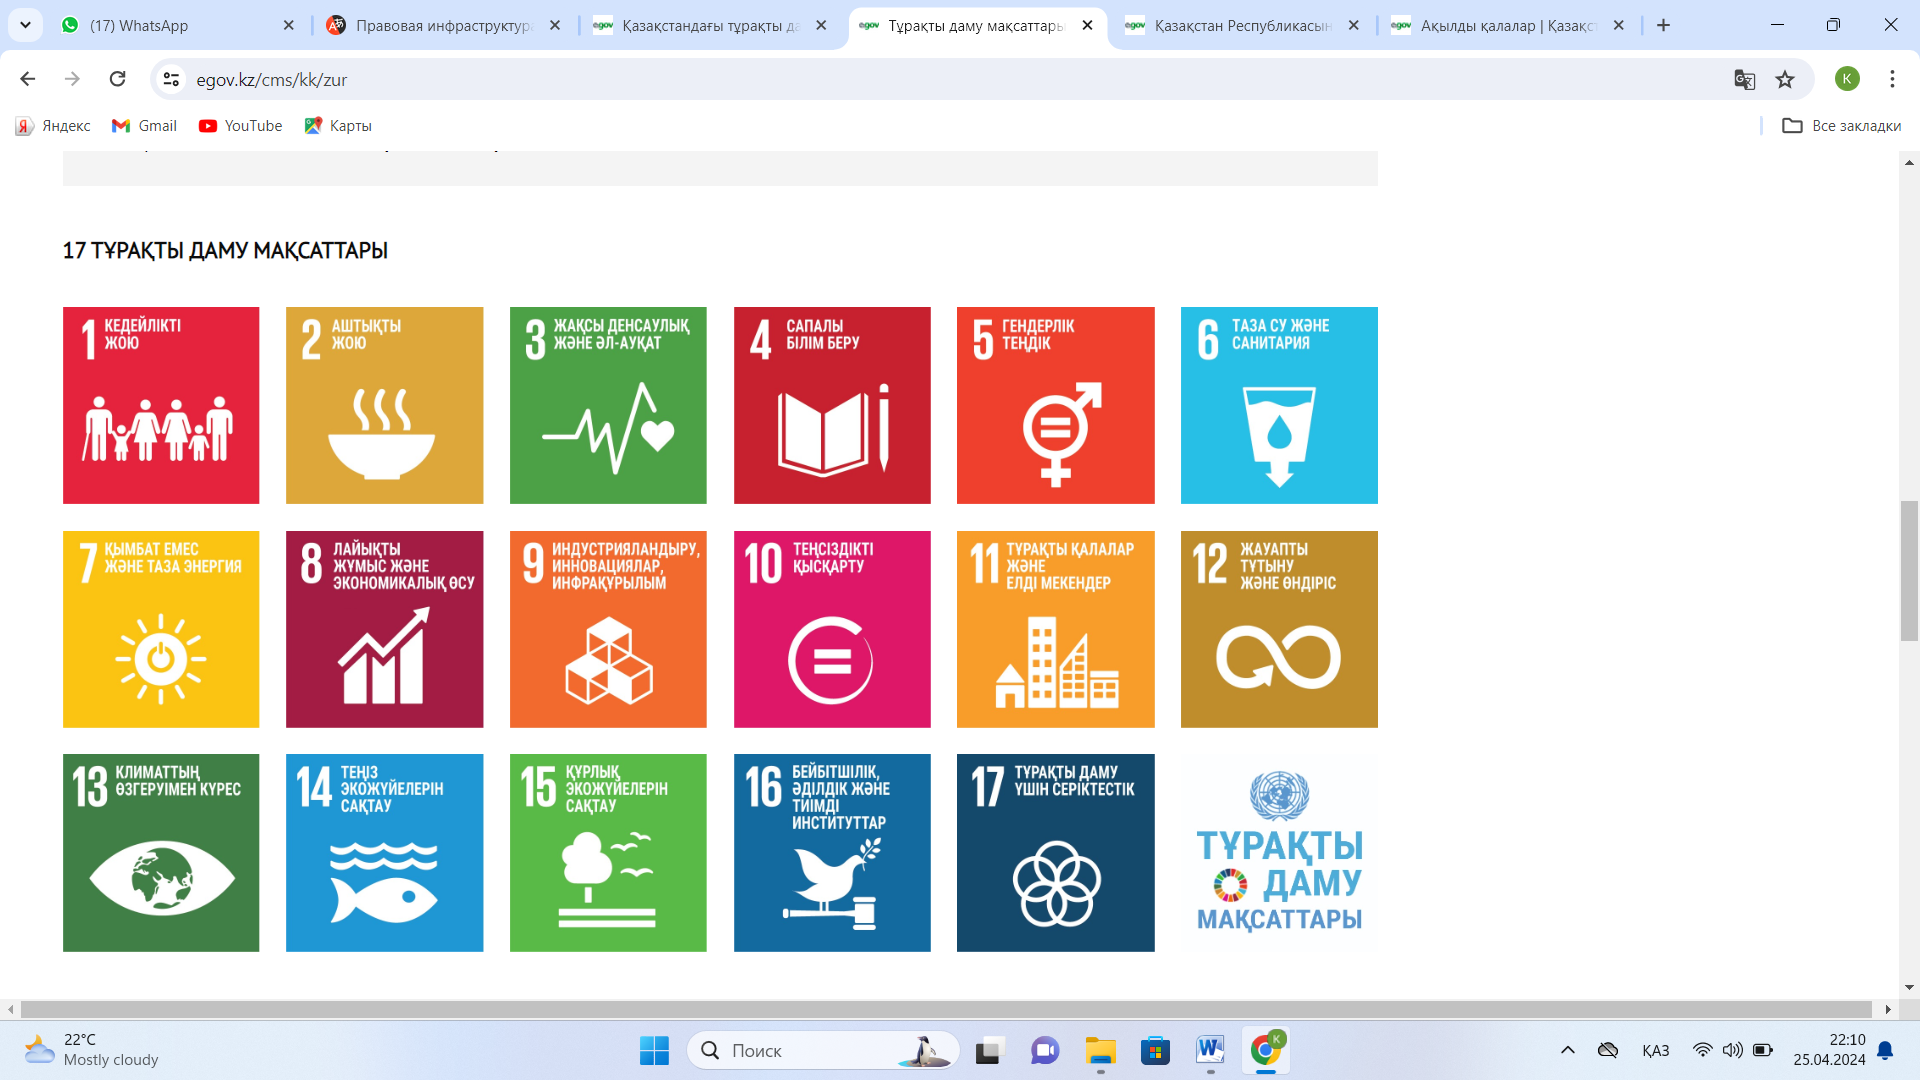 (17) WhatsApp
Правовая инфраструктура
Қазақстандағы тұрақты да
Тұрақты даму мақсаттары
Қазақстан Республикасын
Ақылды қалалар | Қазақст
egov.kz/cms/kk/zur
K
Яндекс
Gmail
YouTube
Карты
Все закладки
17 ТҰРАҚТЫ ДАМУ МАҚСАТТАРЫ
1 КЕДЕЙЛІКТІ
ЖОЮ
2 АШТЫҚТЫ
ЖОЮ
3 ЖАҚСЫ ДЕНСАУЛЫҚ
ЖӘНЕ ӘЛ-АУҚАТ
4 САПАЛЫ
БІЛІМ БЕРУ
5 ГЕНДЕРЛІК
ТЕҢДІК
6 ТАЗА СУ ЖӘНЕ
САНИТАРИЯ
7 ҚЫМБАТ ЕМЕС
ЖӘНЕ ТАЗА ЭНЕРГИЯ
8 ЛАЙЫҚТЫ
ЖҰМЫС ЖӘНЕ
ЭКОНОМИКАЛЫҚ ӨСУ
9 ИНДУСТРИЯЛАНДЫРУ,
ИННОВАЦИЯЛАР,
ИНФРАҚҰРЫЛЫМ
10 ТЕҢСІЗДІКТІ
ҚЫСҚАРТУ
11 ТҰРАҚТЫ ҚАЛАЛАР
ЖӘНЕ
ЕЛДІ МЕКЕНДЕР
12 ЖАУАПТЫ
ТҰТЫНУ
ЖӘНЕ ӨНДІРІС
13 КЛИМАТТЫҢ
ӨЗГЕРУІМЕН КҮРЕС
14 ТЕҢІЗ
ЭКОЖҮЙЕЛЕРІН
САҚТАУ
15 ҚҰРЛЫҚ
ЭКОЖҮЙЕЛЕРІН
САҚТАУ
16 БЕЙБІТШІЛІК,
ӘДІЛДІК ЖӘНЕ
ТИІМДІ
ИНСТИТУТТАР
17 ТҰРАҚТЫ ДАМУ
ҮШІН СЕРІКТЕСТІК
ТҰРАҚТЫ
ДАМУ
МАҚСАТТАРЫ
22°C
Mostly cloudy
Поиск
ҚАЗ
22:10
25.04.2024